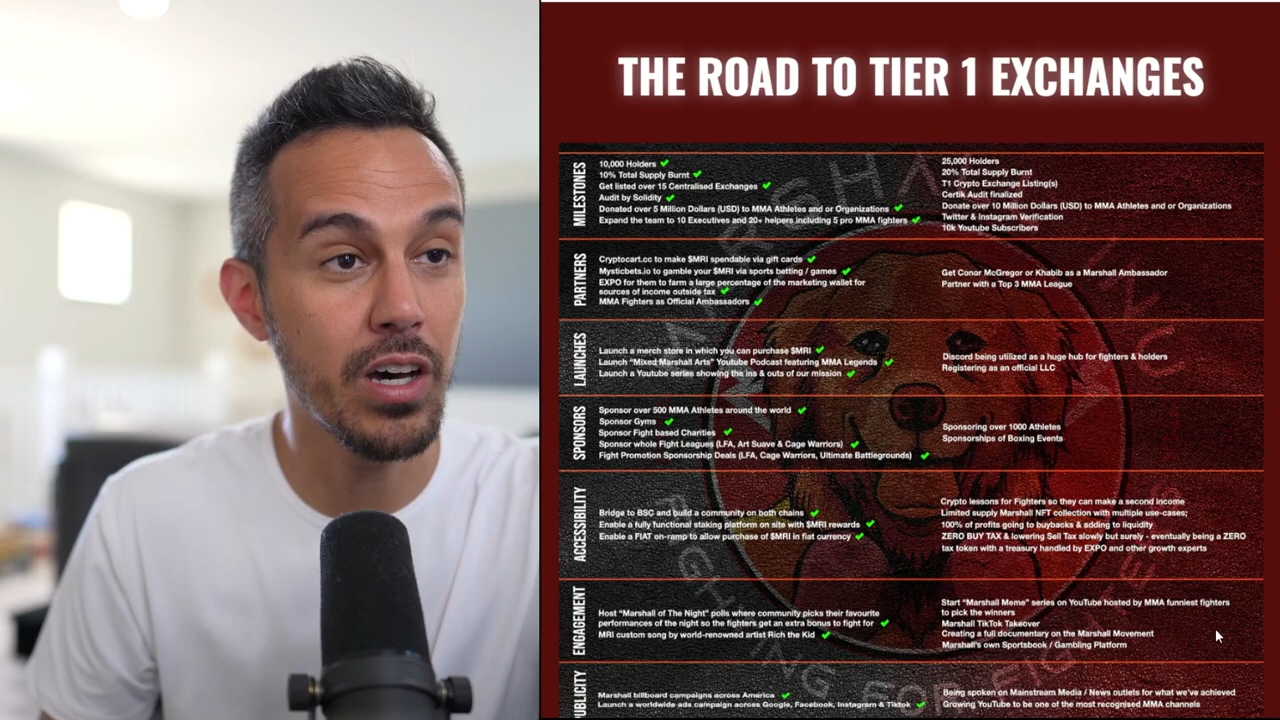 THE ROAD TO TIER 1 EXCHANGES
MILESTONES
10,000 Holders
10% Total Supply Burnt
Get listed over 15 Centralised Exchanges
Audit by Solidity
Donated over 5 Million Dollars (USD) to MMA Athletes and or Organizations
Expand the team to 10 Executives and 20+ helpers including 5 pro MMA fighters
25,000 Holders
20% Total Supply Burnt
T1 Crypto Exchange Listing(s)
Certik Audit finalized
Donate over 10 Million Dollars (USD) to MMA Athletes and or Organizations
Twitter & Instagram Verification
10k Youtube Subscribers
PARTNERS
Cryptocart.cc to make $MRI spendable via gift cards
Mysticbets.io to gamble your $MRI via sports betting / games
EXPO for them to farm a large percentage of the marketing wallet for
sources of income outside tax
MMA Fighters as Official Ambassadors
Get Conor McGregor or Khabib as a Marshall Ambassador
Partner with a Top 3 MMA League
LAUNCHES
Launch a merch store in which you can purchase $MRI
Launch "Mixed Marshall Arts" Youtube Podcast featuring MMA Legends
Launch a Youtube series showing the ins & outs of our mission
Discord being utilized as a huge hub for fighters & holders
Registering as an official LLC
SPONSORS
Sponsor over 500 MMA Athletes around the world
Sponsor Gyms
Sponsor Fight based Charities
Sponsor whole Fight Leagues (LFA, Art Suave & Cage Warriors)
Fight Promotion Sponsorship Deals (LFA, Cage Warriors, Ultimate Battlegrounds)
Sponsoring over 1000 Athletes
Sponsorships of Boxing Events
ACCESSIBILITY
Bridge to BSC and build a community on both chains
Enable a fully functional staking platform on site with $MRI rewards
Enable a FIAT on-ramp to allow purchase of $MRI in fiat currency
Crypto lessons for Fighters so they can make a second income
Limited supply Marshall NFT collection with multiple use-cases;
100% of profits going to buybacks & adding to liquidity
ZERO BUY TAX & lowering Sell Tax slowly but surely - eventually being a ZERO
tax token with a treasury handled by EXPO and other growth experts
ENGAGEMENT
Host "Marshall of The Night" polls where community picks their favourite
performances of the night so the fighters get an extra bonus to fight for
MRI custom song by world-renowned artist Rich the Kid
Start "Marshall Meme" series on YouTube hosted by MMA funniest fighters
to pick the winners
Marshall TikTok Takeover
Creating a full documentary on the Marshall Movement
Marshall's own Sportsbook / Gambling Platform
PUBLICITY
Marshall billboard campaigns across America
Launch a worldwide ads campaign across Google, Facebook, Instagram & Tiktok
Being spoken on Mainstream Media / News outlets for what we've achieved
Growing YouTube to be one of the most recognised MMA channels